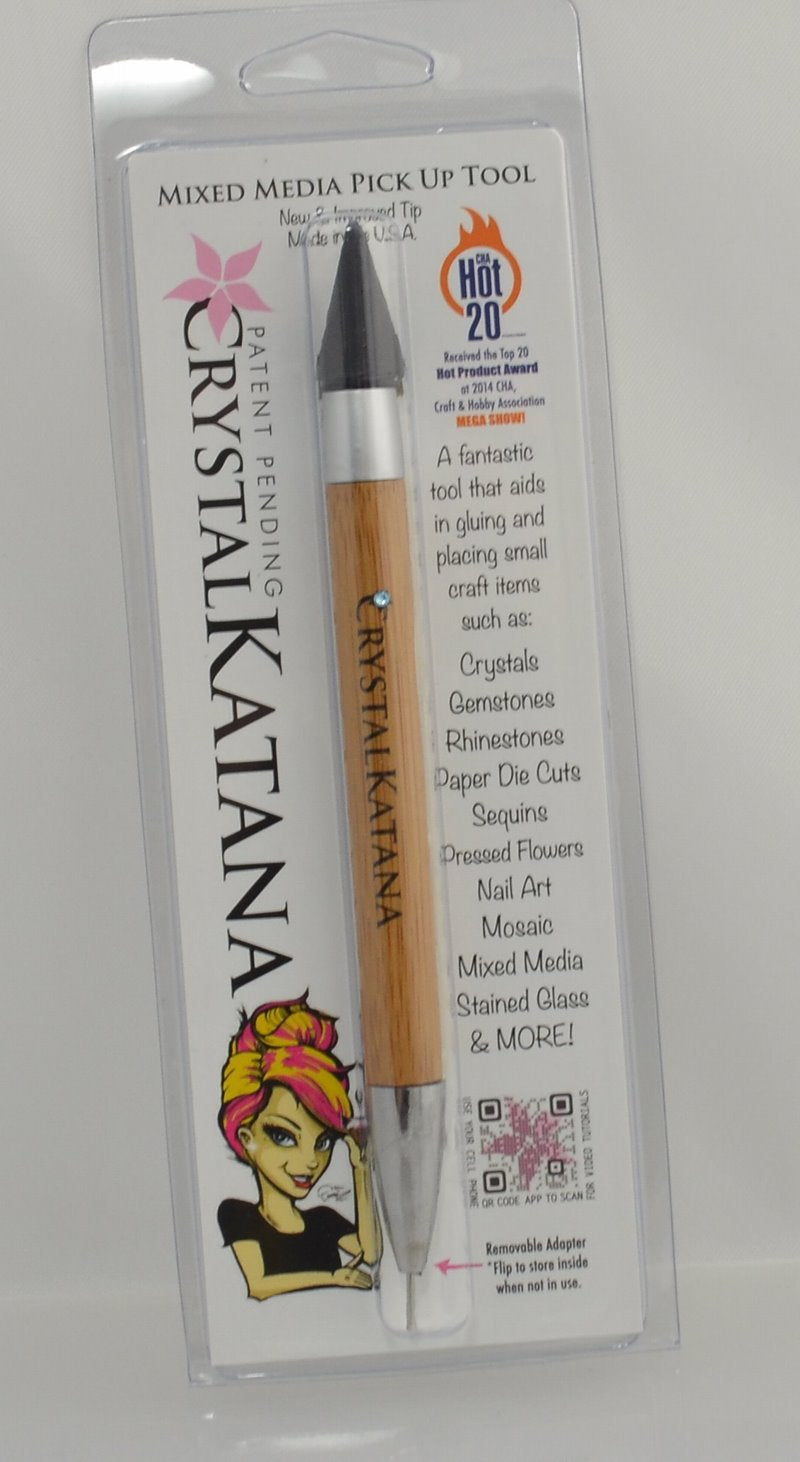 MIXED MEDIA PICK UP TOOL
New & Improved Tip
Made in the U.S.A.
CRYSTALKATANA
PATENT PENDING
CHA
Hot
20
Received the Top 20
Hot Product Award
at 2014 CHA,
Craft & Hobby Association
MEGA SHOW!
A fantastic
tool that aids
in gluing and
placing small
craft items
such as:
Crystals
Gemstones
Rhinestones
Paper Die Cuts
Sequins
Pressed Flowers
Nail Art
Mosaic
Mixed Media
Stained Glass
& MORE!
CRYSTALKATANA
USE YOUR CELL PHONE
QR CODE APP TO SCAN
FOR VIDEO TUTORIALS
Removable Adapter
*Flip to store inside
when not in use.